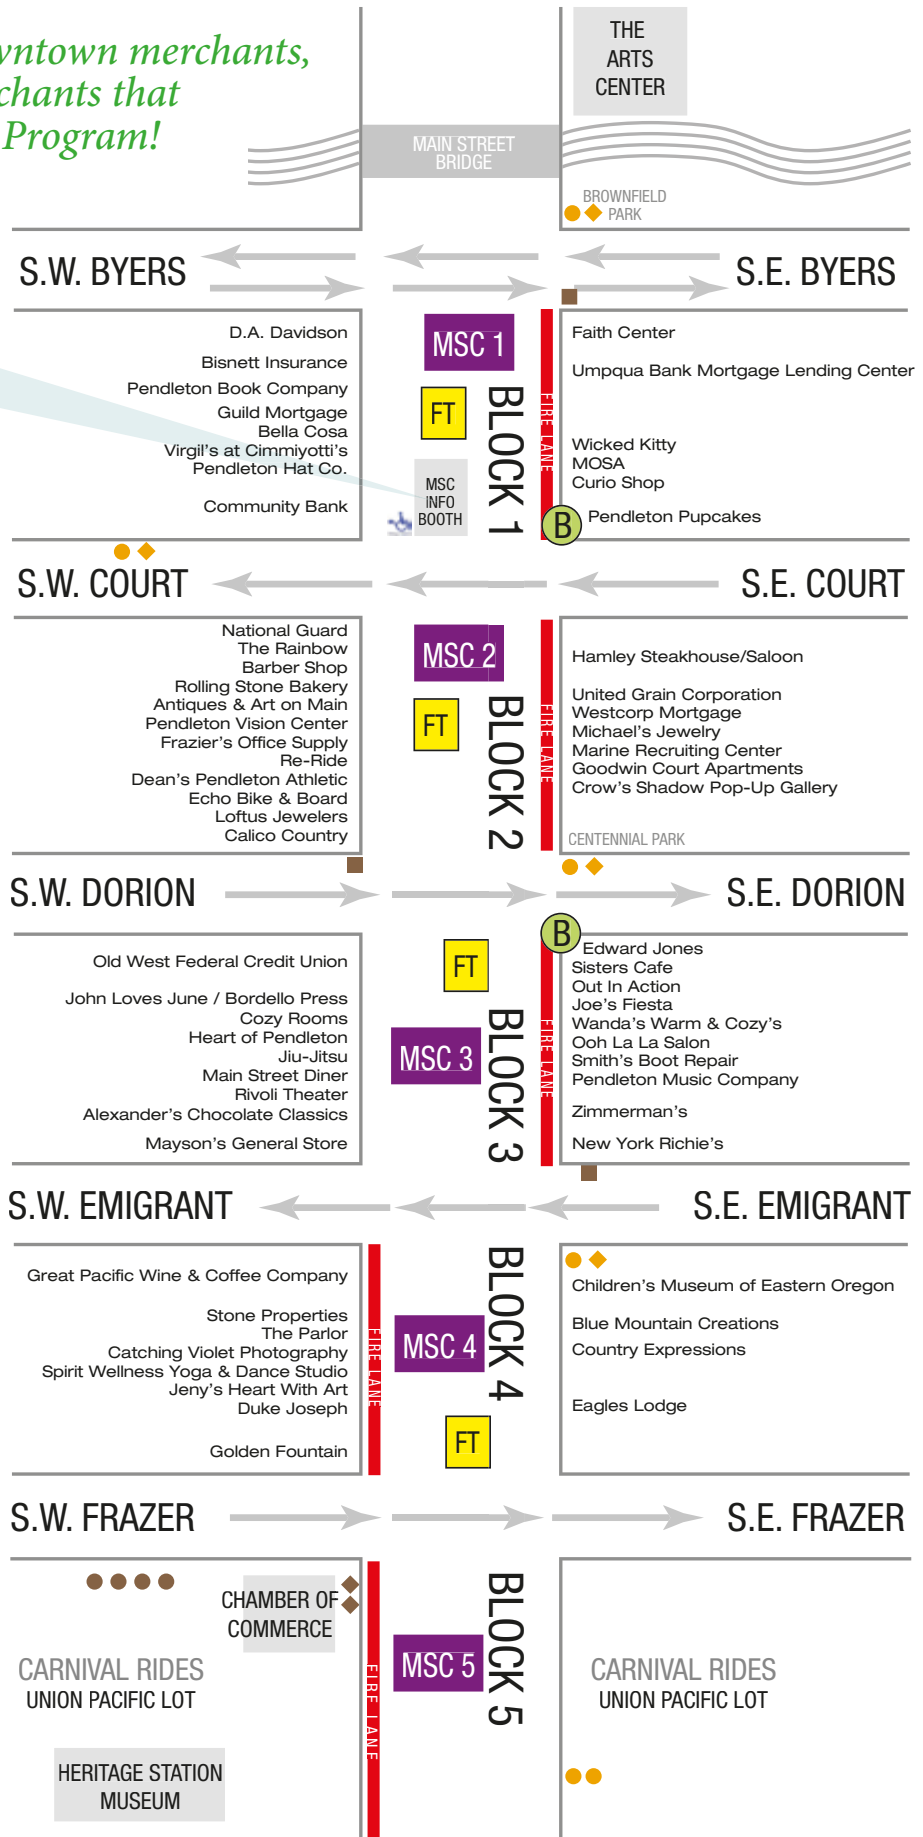 wntown merchants,
chants that
Program!
THE
ARTS
CENTER
MAIN STREET
BRIDGE
BROWNFIELD
PARK
S.W. BYERS
S.E. BYERS
D.A. Davidson
Bisnett Insurance
Pendleton Book Company
Guild Mortgage
Bella Cosa
Virgil's at Cimmiyotti's
Pendleton Hat Co.
Community Bank
MSC 1
FT
MSC
INFO
BOOTH
BLOCK 1
FIRE LANE
B
Faith Center
Umpqua Bank Mortgage Lending Center
Wicked Kitty
MOSA
Curio Shop
Pendleton Pupcakes
S.W. COURT
S.E. COURT
National Guard
The Rainbow
Barber Shop
Rolling Stone Bakery
Antiques & Art on Main
Pendleton Vision Center
Frazier's Office Supply
Re-Ride
Dean's Pendleton Athletic
Echo Bike & Board
Loftus Jewelers
Calico Country
MSC 2
FT
BLOCK 2
FIRE LANE
Hamley Steakhouse/Saloon
United Grain Corporation
Westcorp Mortgage
Michael's Jewelry
Marine Recruiting Center
Goodwin Court Apartments
Crow's Shadow Pop-Up Gallery
CENTENNIAL PARK
S.W. DORION
S.E. DORION
Old West Federal Credit Union
John Loves June / Bordello Press
Cozy Rooms
Heart of Pendleton
Jiu-Jitsu
Main Street Diner
Rivoli Theater
Alexander's Chocolate Classics
Mayson's General Store
FT
MSC 3
BLOCK 3
FIRE LANE
B
Edward Jones
Sisters Cafe
Out In Action
Joe's Fiesta
Wanda's Warm & Cozy's
Ooh La La Salon
Smith's Boot Repair
Pendleton Music Company
Zimmerman's
New York Richie's
S.W. EMIGRANT
S.E. EMIGRANT
Great Pacific Wine & Coffee Company
Stone Properties
The Parlor
Catching Violet Photography
Spirit Wellness Yoga & Dance Studio
Jeny's Heart With Art
Duke Joseph
Golden Fountain
FIRE LANE
MSC 4
FT
BLOCK 4
Children's Museum of Eastern Oregon
Blue Mountain Creations
Country Expressions
Eagles Lodge
S.W. FRAZER
S.E. FRAZER
CHAMBER OF
COMMERCE
CARNIVAL RIDES
UNION PACIFIC LOT
HERITAGE STATION
MUSEUM
FIRE LANE
MSC 5
BLOCK 5
CARNIVAL RIDES
UNION PACIFIC LOT